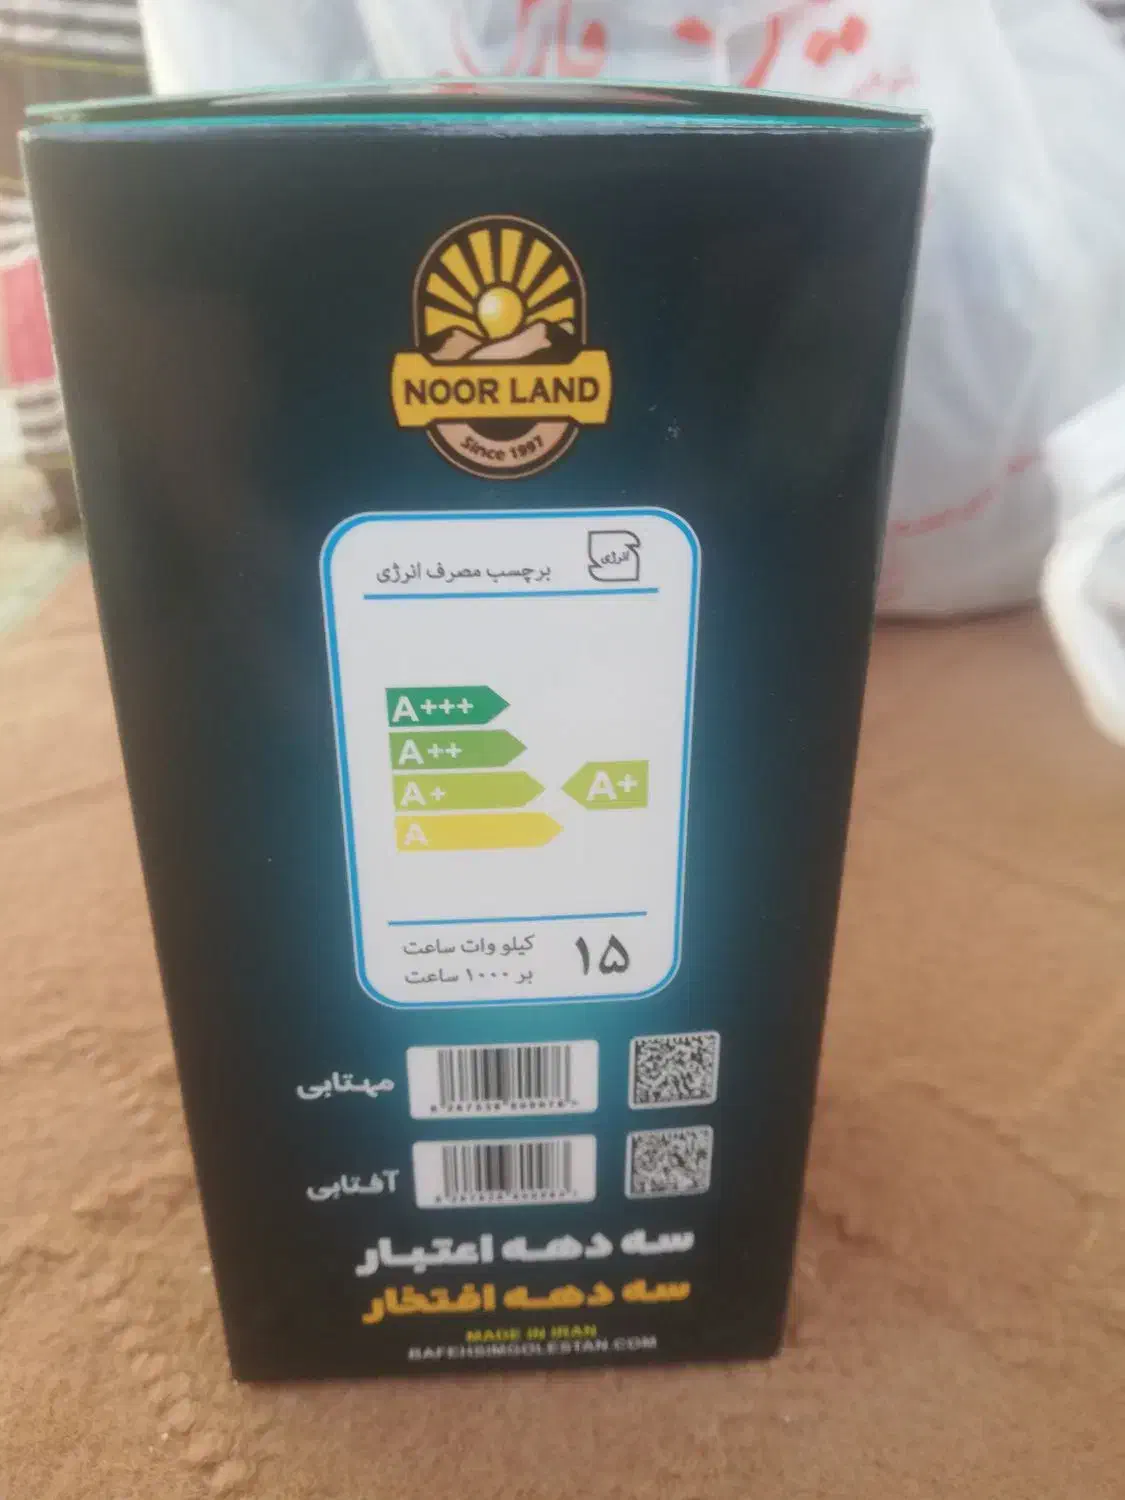 فارس
NOOR LAND
Since 1997
انرژی
برچسب مصرف انرژی
A+++
A++
A+
A+
A
۱۵
کیلو وات ساعت
بر ۱۰۰۰ ساعت
مهتابی
آفتابی
سه دهه اعتبار
سه دهه افتخار
MADE IN IRAN
BAFEHSIMGOLESTAN.COM